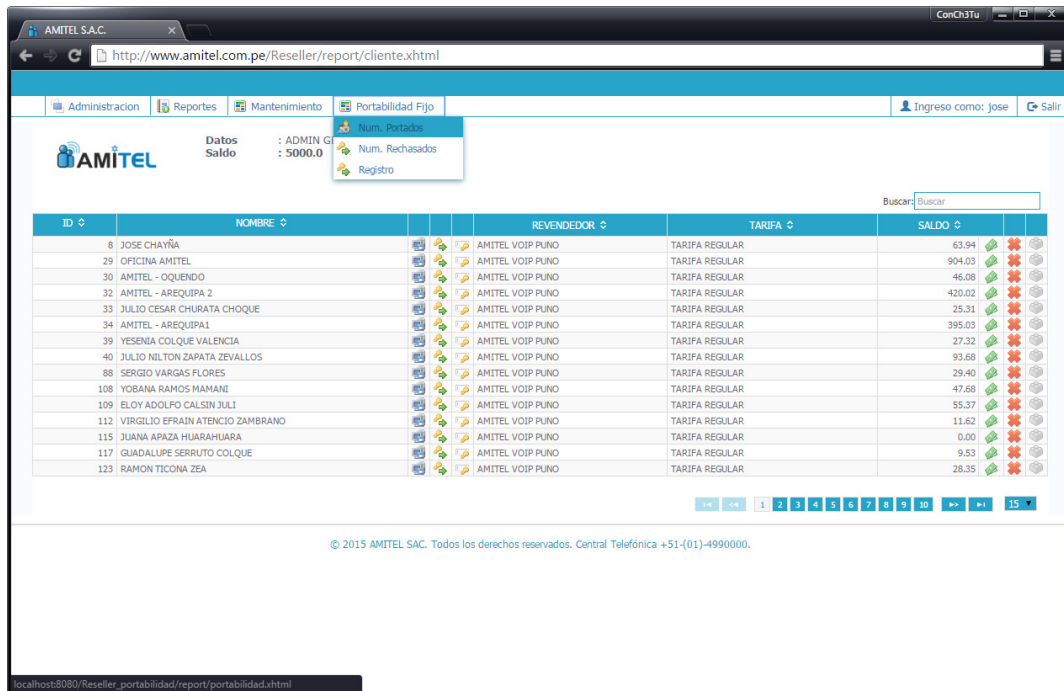 ConCh3Tu
AMITEL S.A.C.
http://www.amitel.com.pe/Reseller/report/cliente.xhtml
Administracion Reportes Mantenimiento Portabilidad Fijo Ingreso como: jose Salir
Num. Portados
Num. Rechasados
Registro
AMITEL
Datos : ADMIN
Saldo : 5000.0
Buscar: Buscar
ID NOMBRE REVENDEDOR TARIFA SALDO
8 JOSE CHAYÑA AMITEL VOIP PUNO TARIFA REGULAR 63.94
29 OFICINA AMITEL AMITEL VOIP PUNO TARIFA REGULAR 904.03
30 AMITEL - OQUENDO AMITEL VOIP PUNO TARIFA REGULAR 46.08
32 AMITEL - AREQUIPA 2 AMITEL VOIP PUNO TARIFA REGULAR 420.02
33 JULIO CESAR CHURATA CHOQUE AMITEL VOIP PUNO TARIFA REGULAR 25.31
34 AMITEL - AREQUIPA1 AMITEL VOIP PUNO TARIFA REGULAR 395.03
39 YESENIA COLQUE VALENCIA AMITEL VOIP PUNO TARIFA REGULAR 27.32
40 JULIO NILTON ZAPATA ZEVALLOS AMITEL VOIP PUNO TARIFA REGULAR 93.68
88 SERGIO VARGAS FLORES AMITEL VOIP PUNO TARIFA REGULAR 29.40
108 YOBANA RAMOS MAMANI AMITEL VOIP PUNO TARIFA REGULAR 47.68
109 ELOY ADOLFO CALSIN JULI AMITEL VOIP PUNO TARIFA REGULAR 55.37
112 VIRGILIO EFRAIN ATENCIO ZAMBRANO AMITEL VOIP PUNO TARIFA REGULAR 11.62
115 JUANA APAZA HUARAHUARA AMITEL VOIP PUNO TARIFA REGULAR 0.00
117 GUADALUPE SERRUTO COLQUE AMITEL VOIP PUNO TARIFA REGULAR 9.53
123 RAMON TICONA ZEA AMITEL VOIP PUNO TARIFA REGULAR 28.35
1 2 3 4 5 6 7 8 9 10 15
© 2015 AMITEL SAC. Todos los derechos reservados. Central Telefónica +51-(01)-4990000.
localhost:8080/Reseller_portabilidad/report/portabilidad.xhtml